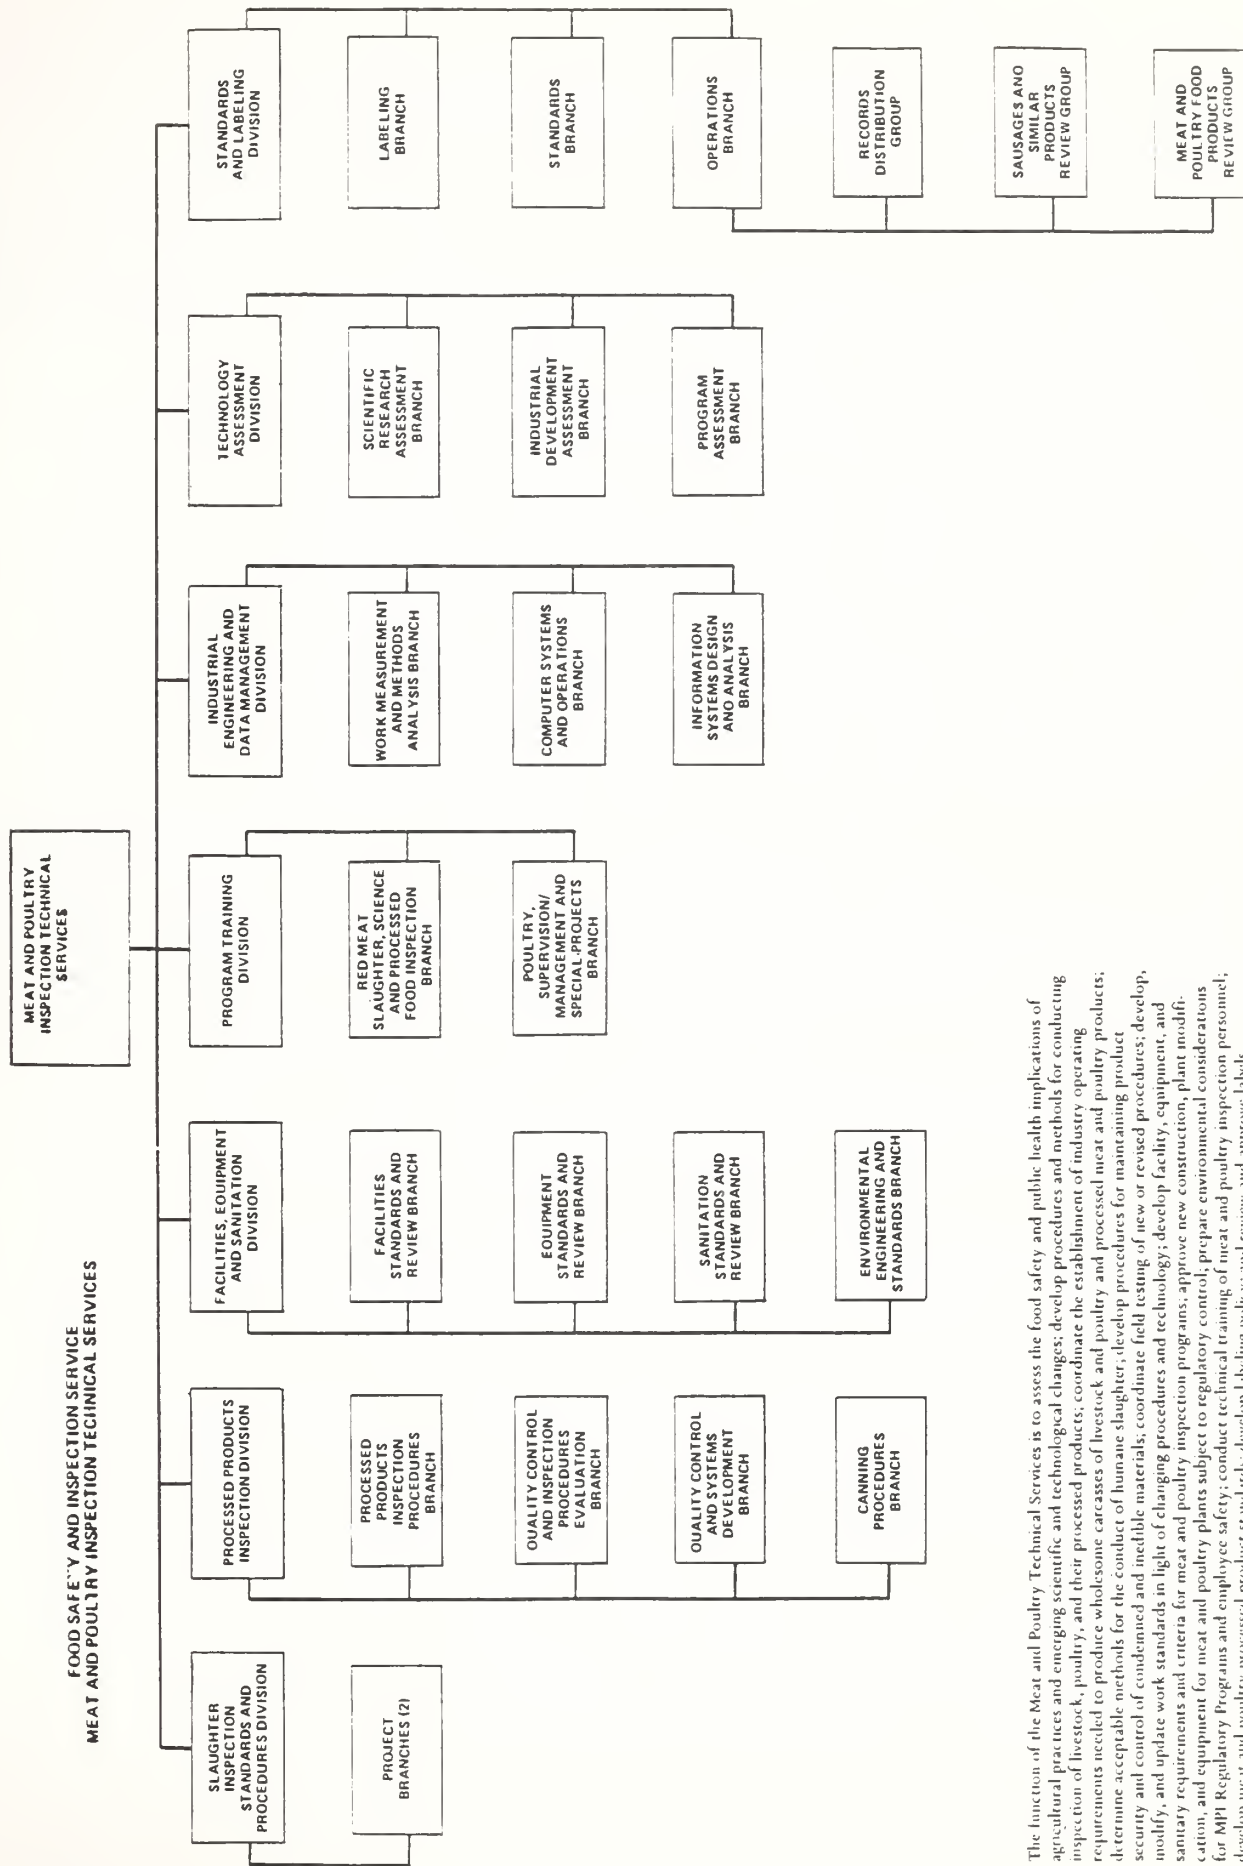 FOOD SAFETY AND INSPECTION SERVICE
MEAT AND POULTRY INSPECTION TECHNICAL SERVICES
MEAT AND POULTRY
INSPECTION TECHNICAL
SERVICES
SLAUGHTER
INSPECTION
STANDARDS AND
PROCEDURES DIVISION
PROJECT
BRANCHES (2)
PROCESSED PRODUCTS
INSPECTION DIVISION
PROCESSED
PRODUCTS
INSPECTION
PROCEDURES
BRANCH
QUALITY CONTROL
AND INSPECTION
PROCEDURES
EVALUATION
BRANCH
QUALITY CONTROL
AND SYSTEMS
DEVELOPMENT
BRANCH
CANNING
PROCEDURES
BRANCH
FACILITIES, EQUIPMENT
AND SANITATION
DIVISION
FACILITIES
STANDARDS AND
REVIEW BRANCH
EQUIPMENT
STANDARDS AND
REVIEW BRANCH
SANITATION
STANDARDS AND
REVIEW BRANCH
ENVIRONMENTAL
ENGINEERING AND
STANDARDS BRANCH
PROGRAM TRAINING
DIVISION
RED MEAT
SLAUGHTER, SCIENCE
AND PROCESSED
FOOD INSPECTION
BRANCH
POULTRY,
SUPERVISION/
MANAGEMENT AND
SPECIAL-PROJECTS
BRANCH
INDUSTRIAL
ENGINEERING AND
DATA MANAGEMENT
DIVISION
WORK MEASUREMENT
AND METHODS
ANALYSIS BRANCH
COMPUTER SYSTEMS
AND OPERATIONS
BRANCH
INFORMATION
SYSTEMS DESIGN
AND ANALYSIS
BRANCH
TECHNOLOGY
ASSESSMENT
DIVISION
SCIENTIFIC
RESEARCH
ASSESSMENT
BRANCH
INDUSTRIAL
DEVELOPMENT
ASSESSMENT
BRANCH
PROGRAM
ASSESSMENT
BRANCH
STANDARDS
AND LABELING
DIVISION
LABELING
BRANCH
STANDARDS
BRANCH
OPERATIONS
BRANCH
RECORDS
DISTRIBUTION
GROUP
SAUSAGES AND
SIMILAR
PRODUCTS
REVIEW GROUP
MEAT AND
POULTRY FOOD
PRODUCTS
REVIEW GROUP
The function of the Meat and Poultry Technical Services is to assess the food safety and public health implications of
agricultural practices and emerging scientific and technological changes; develop procedures and methods for conducting
inspection of livestock, poultry, and their processed products; coordinate the establishment of industry operating
requirements needed to produce wholesome carcasses of livestock and poultry and processed meat and poultry products;
determine acceptable methods for the conduct of humane slaughter; develop procedures for maintaining product
security and control of condemned and inedible materials; coordinate field testing of new or revised procedures; develop,
modify, and update work standards in light of changing procedures and technology; develop facility, equipment, and
sanitary requirements and criteria for meat and poultry inspection programs; approve new construction, plant modifi-
cation, and equipment for meat and poultry plants subject to regulatory control; prepare environmental considerations
for MPI Regulatory Programs and employee safety; conduct technical training of meat and poultry inspection personnel;
develop meat and poultry processed product standards; develop labeling policies and review and approve labels.